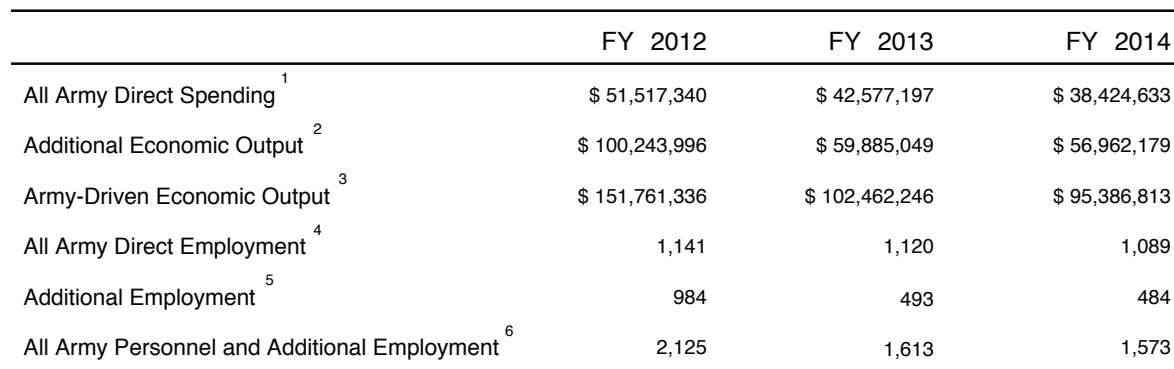 FY 2012 FY 2013 FY 2014
All Army Direct Spending 1 $ 51,517,340 $ 42,577,197 $ 38,424,633
Additional Economic Output 2 $ 100,243,996 $ 59,885,049 $ 56,962,179
Army-Driven Economic Output 3 $ 151,761,336 $ 102,462,246 $ 95,386,813
All Army Direct Employment 4 1,141 1,120 1,089
Additional Employment 5 984 493 484
All Army Personnel and Additional Employment 6 2,125 1,613 1,573